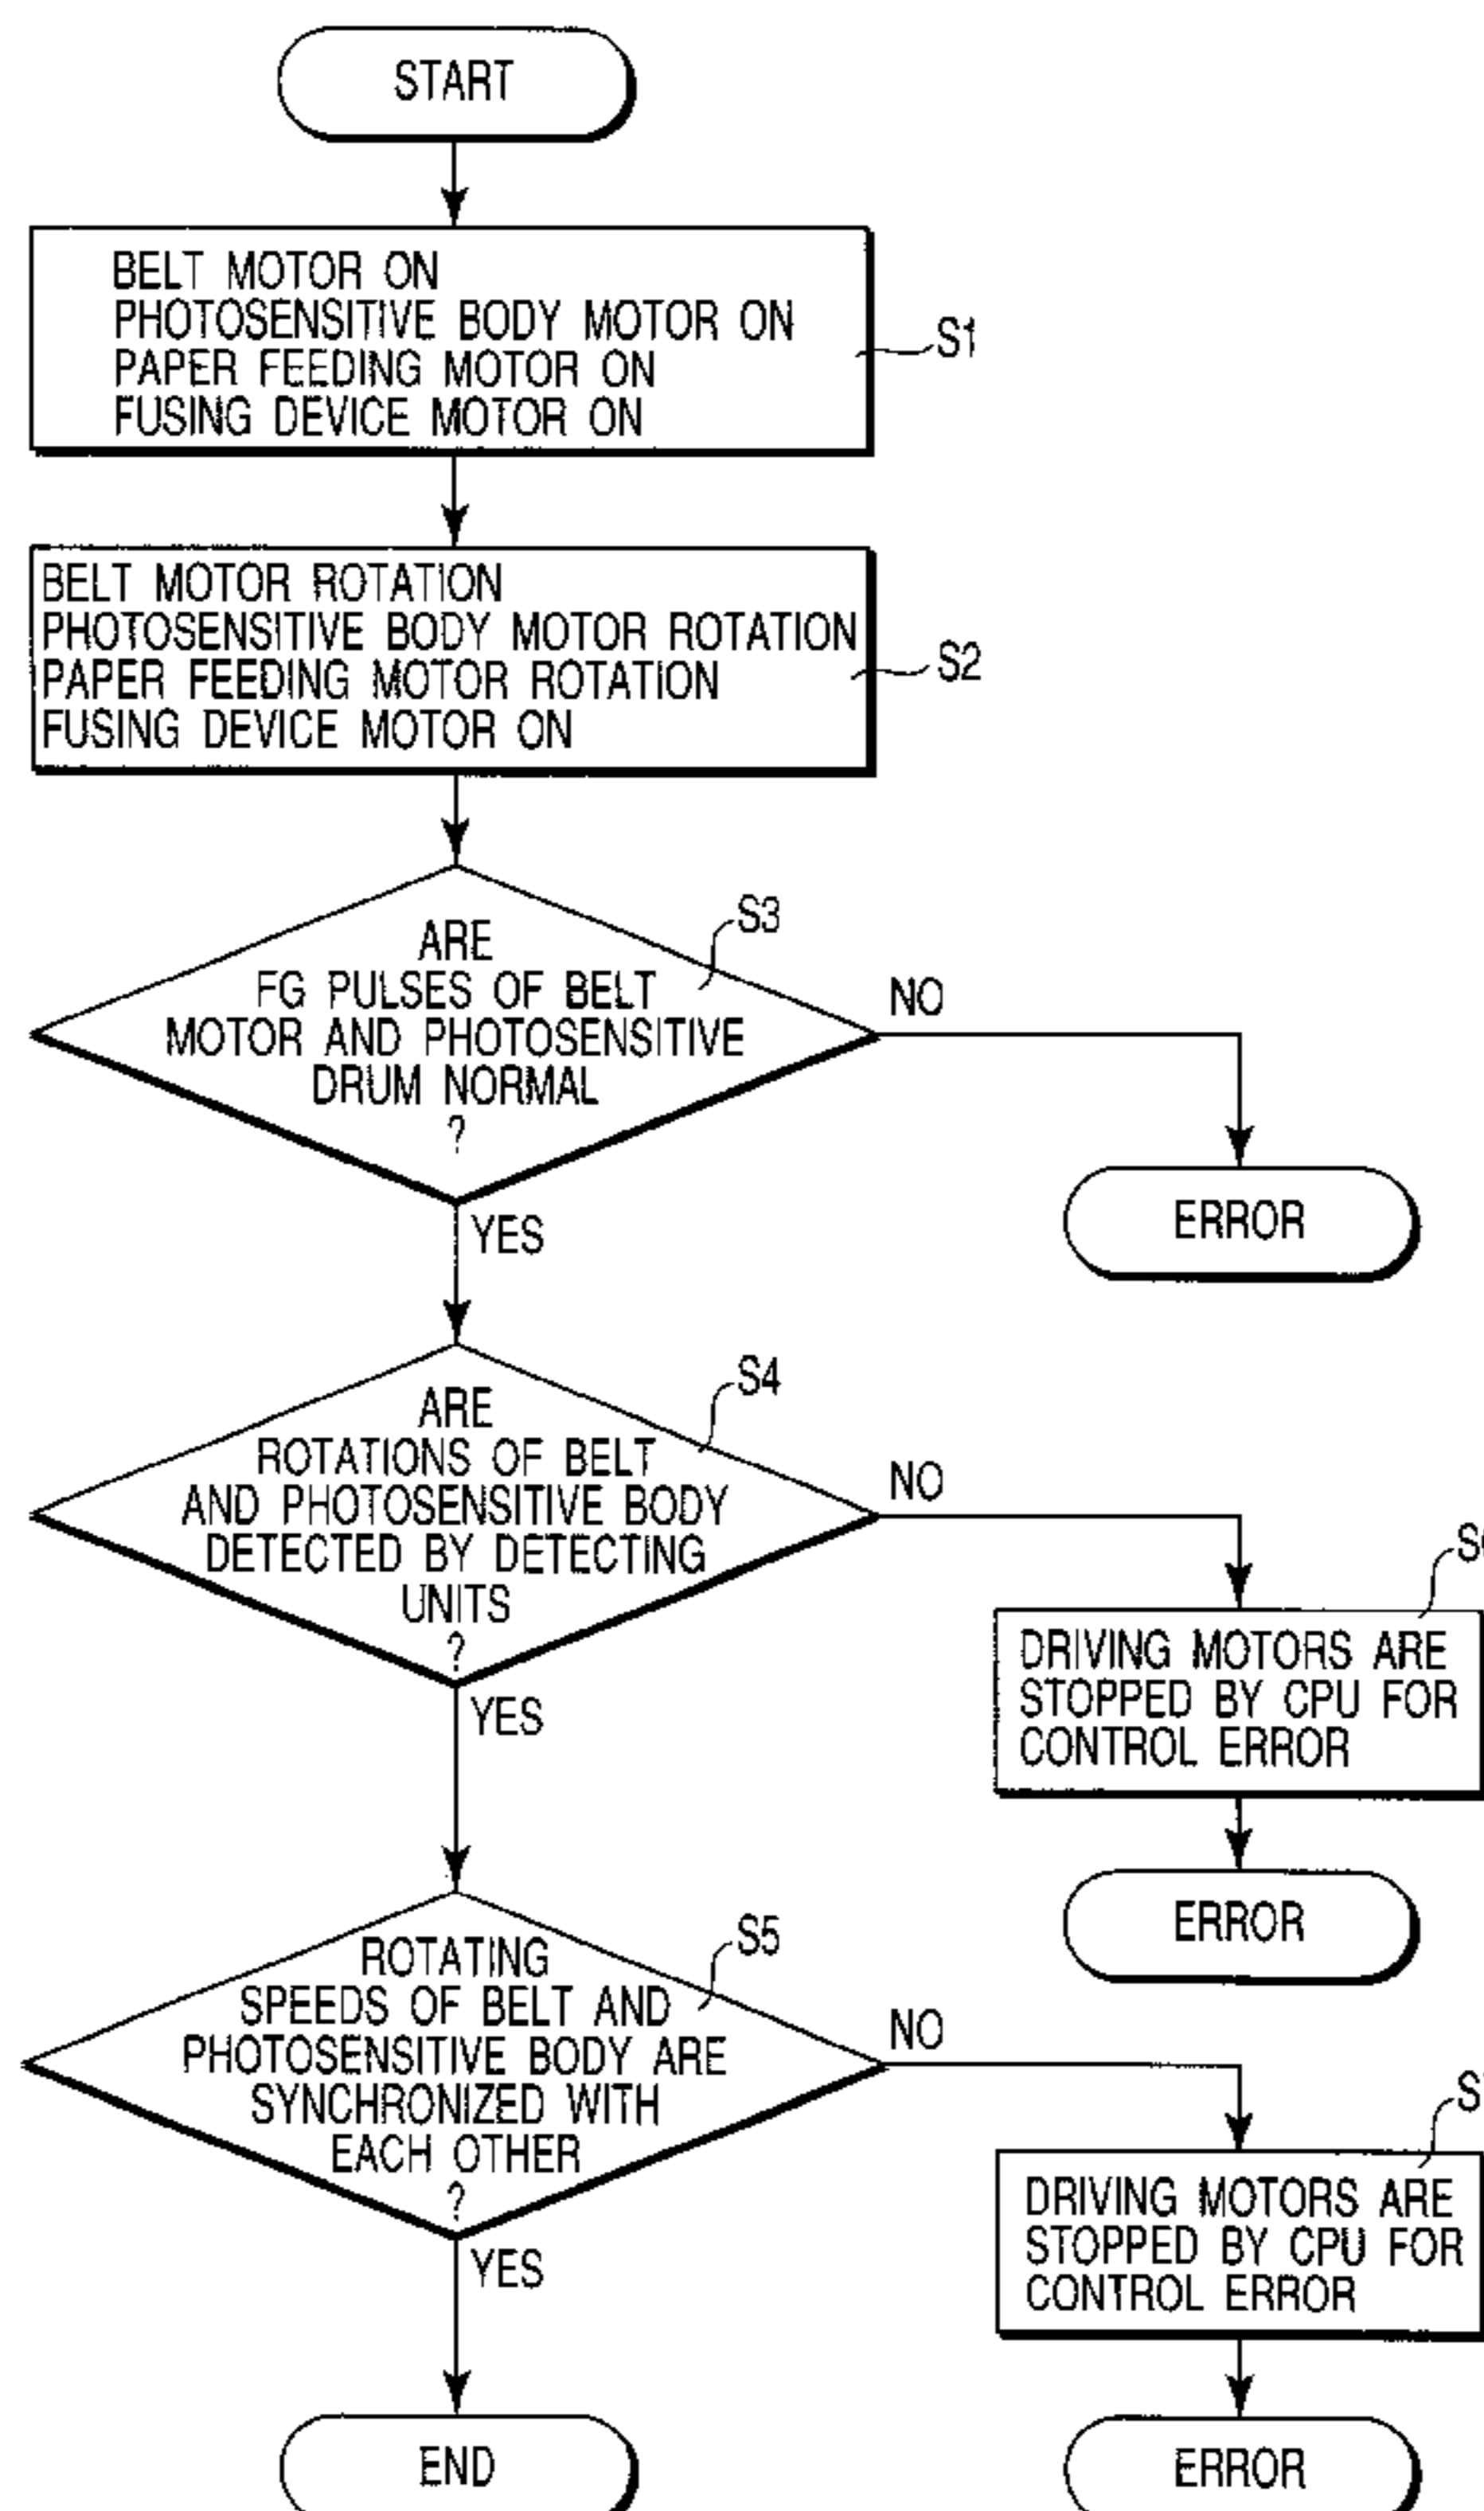 START
BELT MOTOR ON
PHOTOSENSITIVE BODY MOTOR ON
PAPER FEEDING MOTOR ON
FUSING DEVICE MOTOR ON
S1
BELT MOTOR ROTATION
PHOTOSENSITIVE BODY MOTOR ROTATION
PAPER FEEDING MOTOR ROTATION
FUSING DEVICE MOTOR ON
S2
S3
ARE
FG PULSES OF BELT
MOTOR AND PHOTOSENSITIVE
DRUM NORMAL
?
NO
ERROR
YES
S4
ARE
ROTATIONS OF BELT
AND PHOTOSENSITIVE BODY
DETECTED BY DETECTING
UNITS
?
NO
DRIVING MOTORS ARE
STOPPED BY CPU FOR
CONTROL ERROR
ERROR
YES
S5
ROTATING
SPEEDS OF BELT AND
PHOTOSENSITIVE BODY ARE
SYNCHRONIZED WITH
EACH OTHER
?
NO
DRIVING MOTORS ARE
STOPPED BY CPU FOR
CONTROL ERROR
ERROR
YES
END